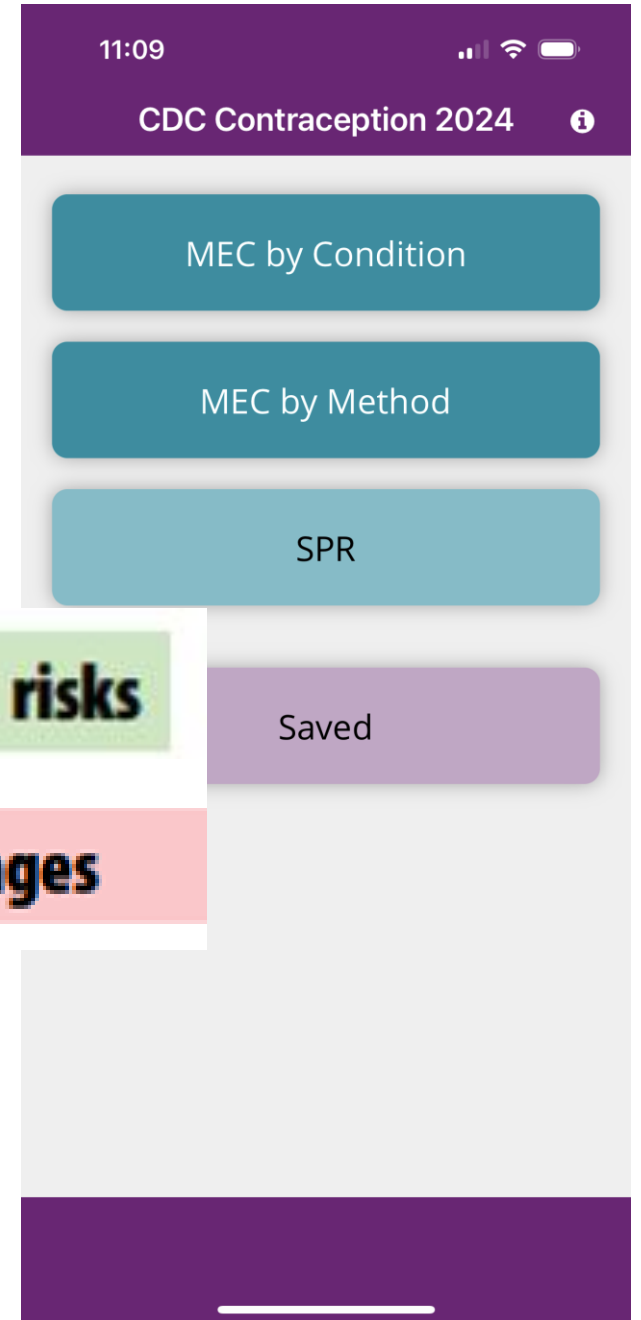 11:09
CDC Contraception 2024
MEC by Condition
MEC by Method
SPR
risks
Saved
ges